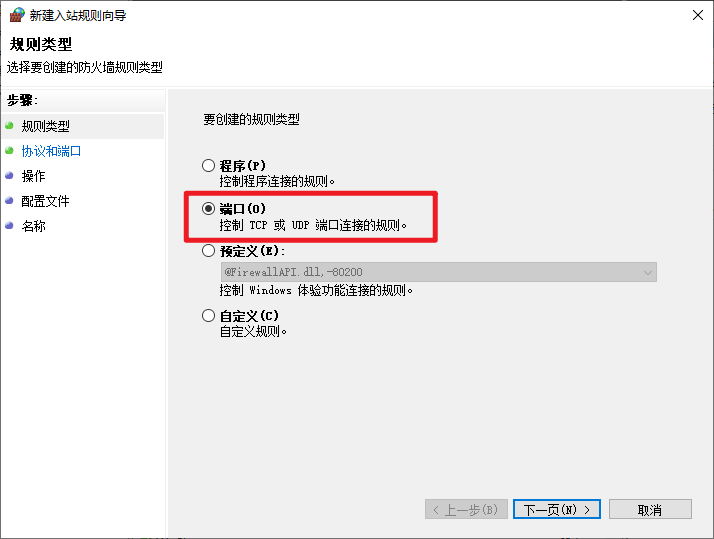 新建入站规则向导
规则类型
选择要创建的防火墙规则类型
步骤:
规则类型
协议和端口
操作
配置文件
名称
要创建的规则类型
程序(P)
控制程序连接的规则。
端口(O)
控制 TCP 或 UDP 端口连接的规则。
预定义(E):
@FirewallAPI.dll,-80200
控制 Windows 体验功能连接的规则。
自定义(C)
自定义规则。
< 上一步(B)
下一页(N) >
取消